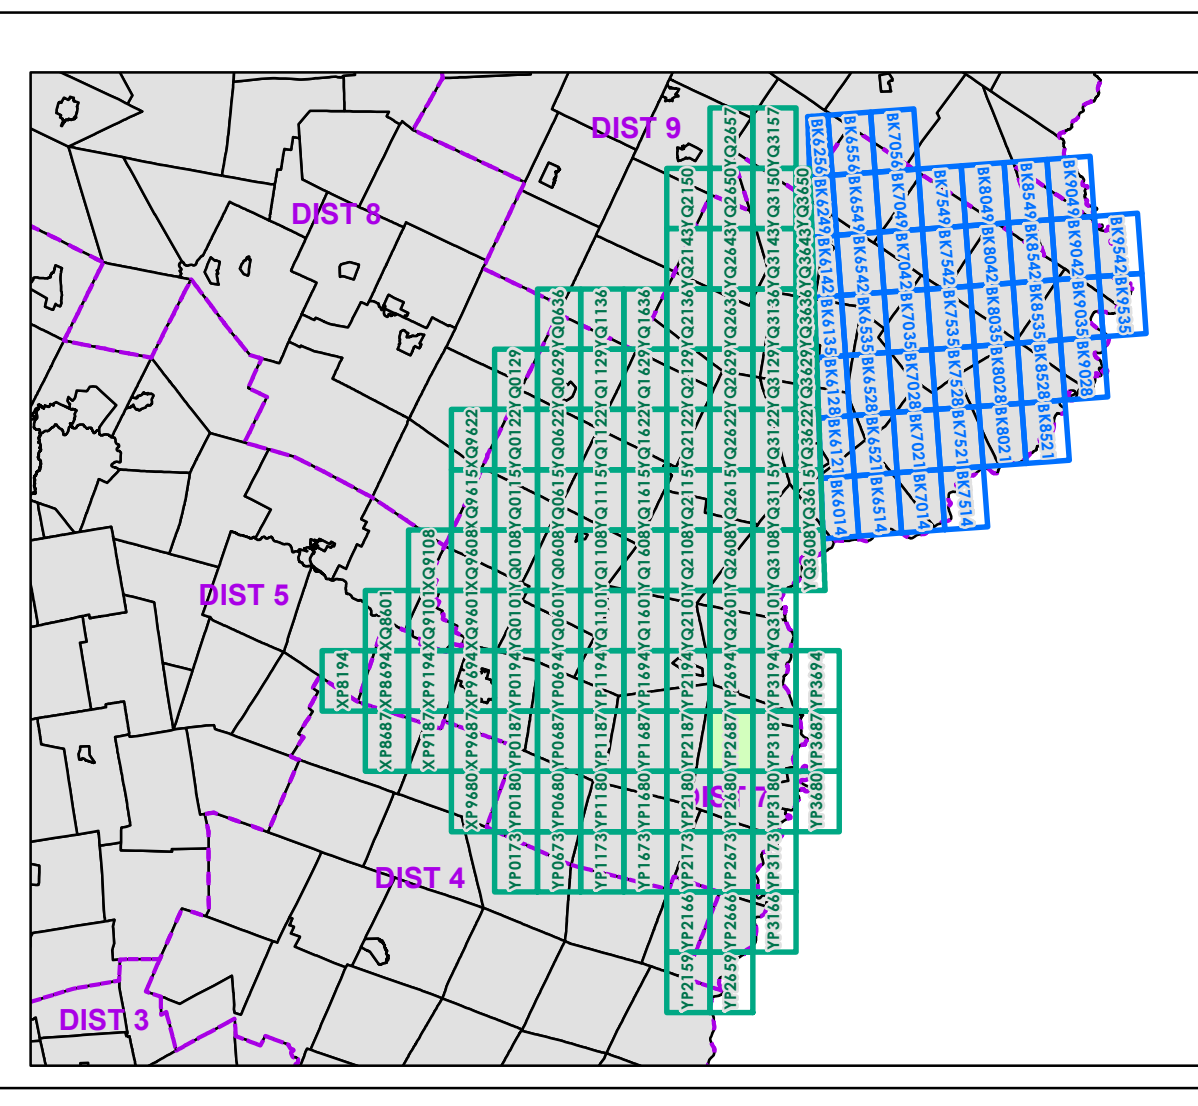 DIST 9
DIST 8
DIST 5
DIST 7
DIST 4
DIST 3
YQ2657 YQ3157
YQ2150 YQ2650 YQ3150 YQ3650
YQ2143 YQ2643 YQ3143 YQ3643
YQ0636 YQ1136 YQ1636 YQ2136 YQ2636 YQ3136 YQ3636
YQ0129 YQ0629 YQ1129 YQ1629 YQ2129 YQ2629 YQ3129 YQ3629
XQ9622 YQ0122 YQ0622 YQ1122 YQ1622 YQ2122 YQ2622 YQ3122 YQ3622
XQ9615 YQ0115 YQ0615 YQ1115 YQ1615 YQ2115 YQ2615 YQ3115
XQ9108 XQ9608 YQ0108 YQ0608 YQ1108 YQ1608 YQ2108 YQ2608 YQ3108 YQ3608
XQ8601 XQ9101 XQ9601 YQ0101 YQ0601 YQ1101 YQ1601 YQ2101 YQ2601 YQ3101
XP8194 XP8694 XP9194 XP9694 YP0194 YP0694 YP1194 YP1694 YP2194 YP2694 YP3194 YP3694
XP8687 XP9187 XP9687 YP0187 YP0687 YP1187 YP1687 YP2187 YP2687 YP3187 YP3687
XP9680 YP0180 YP0680 YP1180 YP1680 YP2180 YP2680 YP3180 YP3680
YP0173 YP0673 YP1173 YP1673 YP2173 YP2673 YP3173
YP2166 YP2666 YP3166
YP2159 YP2659
BK6256 BK6556 BK7056
BK6249 BK6549 BK7049 BK7549 BK8049 BK8549 BK9049
BK6142 BK6542 BK7042 BK7542 BK8042 BK8542 BK9042 BK9542
BK6135 BK6535 BK7035 BK7535 BK8035 BK8535 BK9035 BK9535
BK6128 BK6528 BK7028 BK7528 BK8028 BK8528 BK9028
BK6121 BK6521 BK7021 BK7521 BK8021 BK8521
BK6014 BK6514 BK7014 BK7514